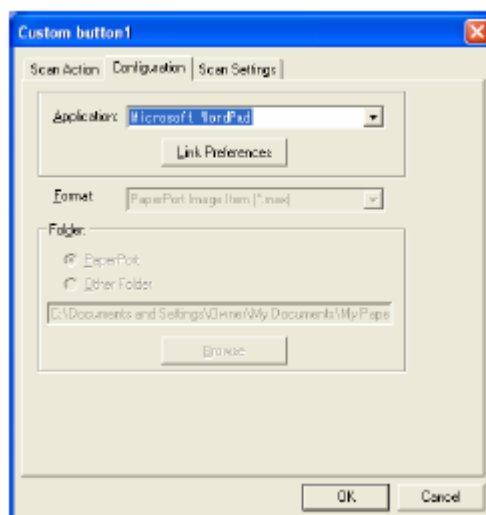 Custom button1
Scan Action Configuration Scan Settings
Application: Microsoft WordPad
Link Preferences
Format PaperPort Image Item (*.max)
Folder:
PaperPort
Other Folder
C:\Documents and Settings\Owner\My Documents\My Pape
Browse
OK Cancel